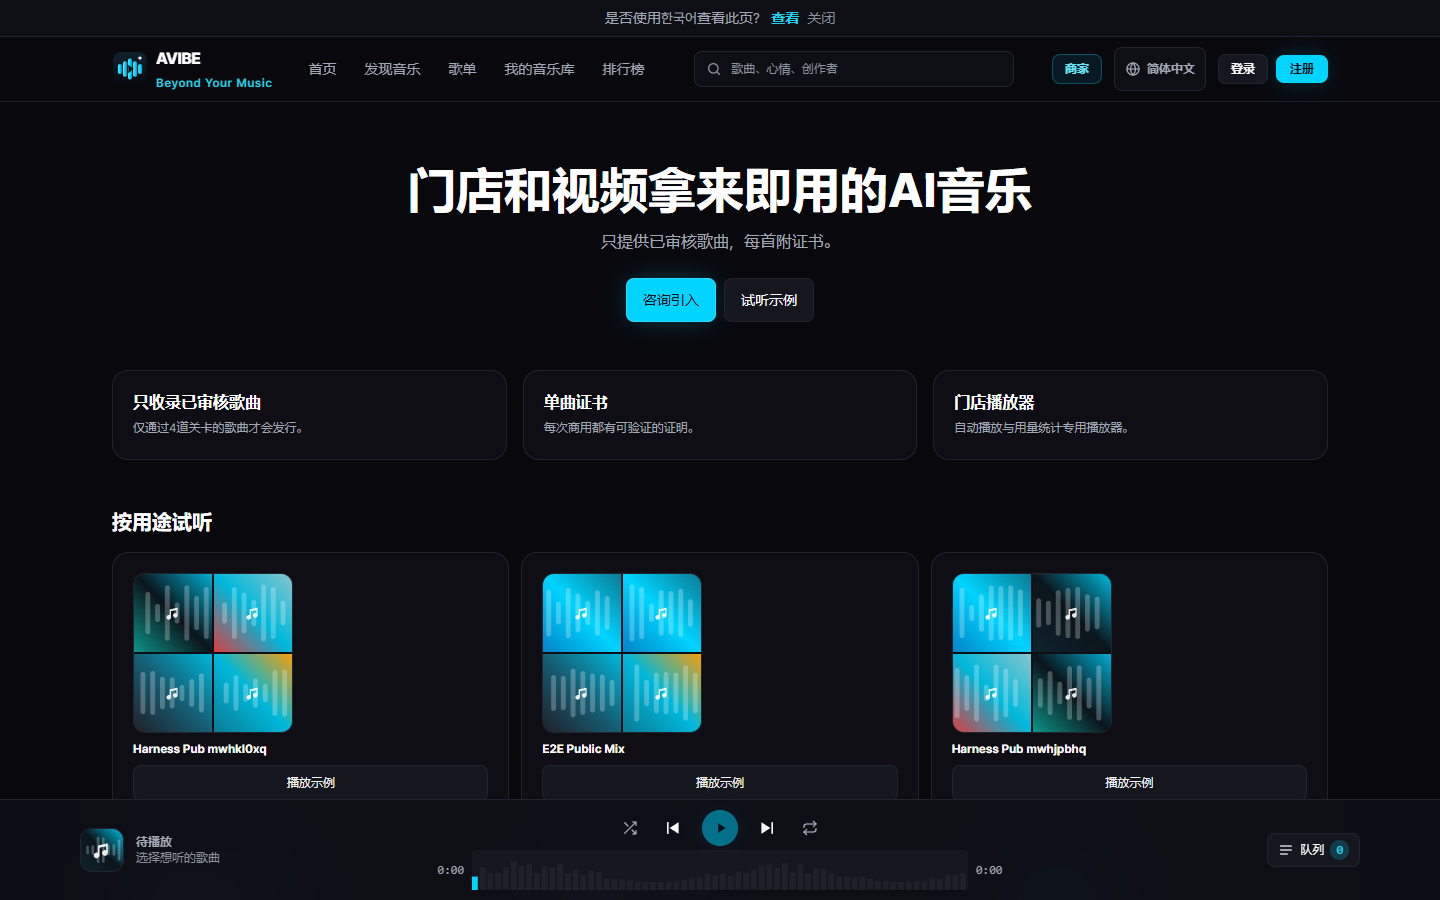 是否使用한국어查看此页? 查看 关闭
AVIBE
Beyond Your Music
首页 发现音乐 歌单 我的音乐库 排行榜
歌曲、心情、创作者
商家 简体中文 登录 注册
门店和视频拿来即用的AI音乐
只提供已审核歌曲，每首附证书。
咨询引入 试听示例
只收录已审核歌曲
仅通过4道关卡的歌曲才会发行。
单曲证书
每次商用都有可验证的证明。
门店播放器
自动播放与用量统计专用播放器。
按用途试听
Harness Pub mwhkl0xq
播放示例
E2E Public Mix
播放示例
Harness Pub mwhjpbhq
播放示例
待播放
选择想听的歌曲
0:00 0:00
队列 0